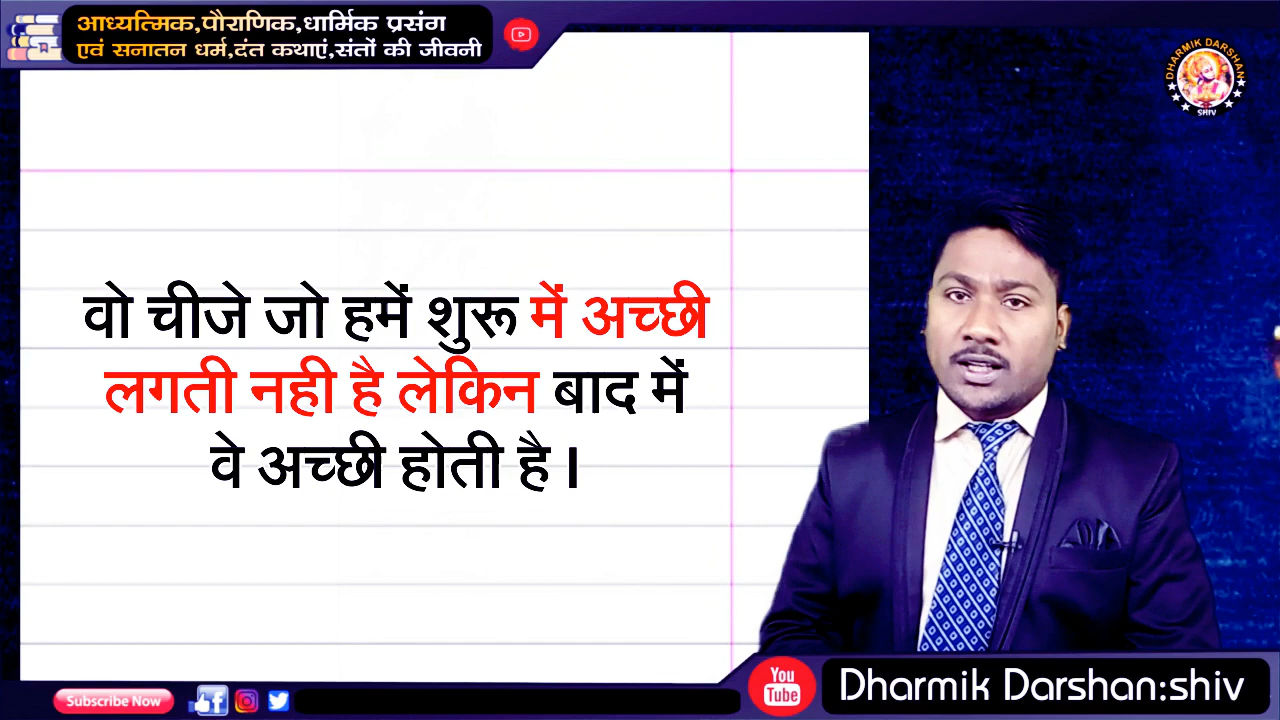 आध्यत्मिक,पौराणिक,धार्मिक प्रसंग
एवं सनातन धर्म,दंत कथाएं,संतों की जीवनी
DHARMIK DARSHAN
SHIV
वो चीजे जो हमें शुरू में अच्छी
लगती नही है लेकिन बाद में
वे अच्छी होती है ।
Subscribe Now
You
Tube
Dharmik Darshan:shiv